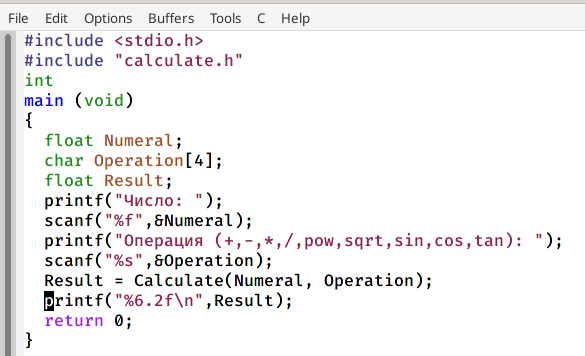 File Edit Options Buffers Tools C Help
#include <stdio.h>
#include "calculate.h"
int
main (void)
{
  float Numeral;
  char Operation[4];
  float Result;
  printf("Число: ");
  scanf("%f",&Numeral);
  printf("Операция (+,-,*,/,pow,sqrt,sin,cos,tan): ");
  scanf("%s",&Operation);
  Result = Calculate(Numeral, Operation);
  printf("%6.2f\n",Result);
  return 0;
}